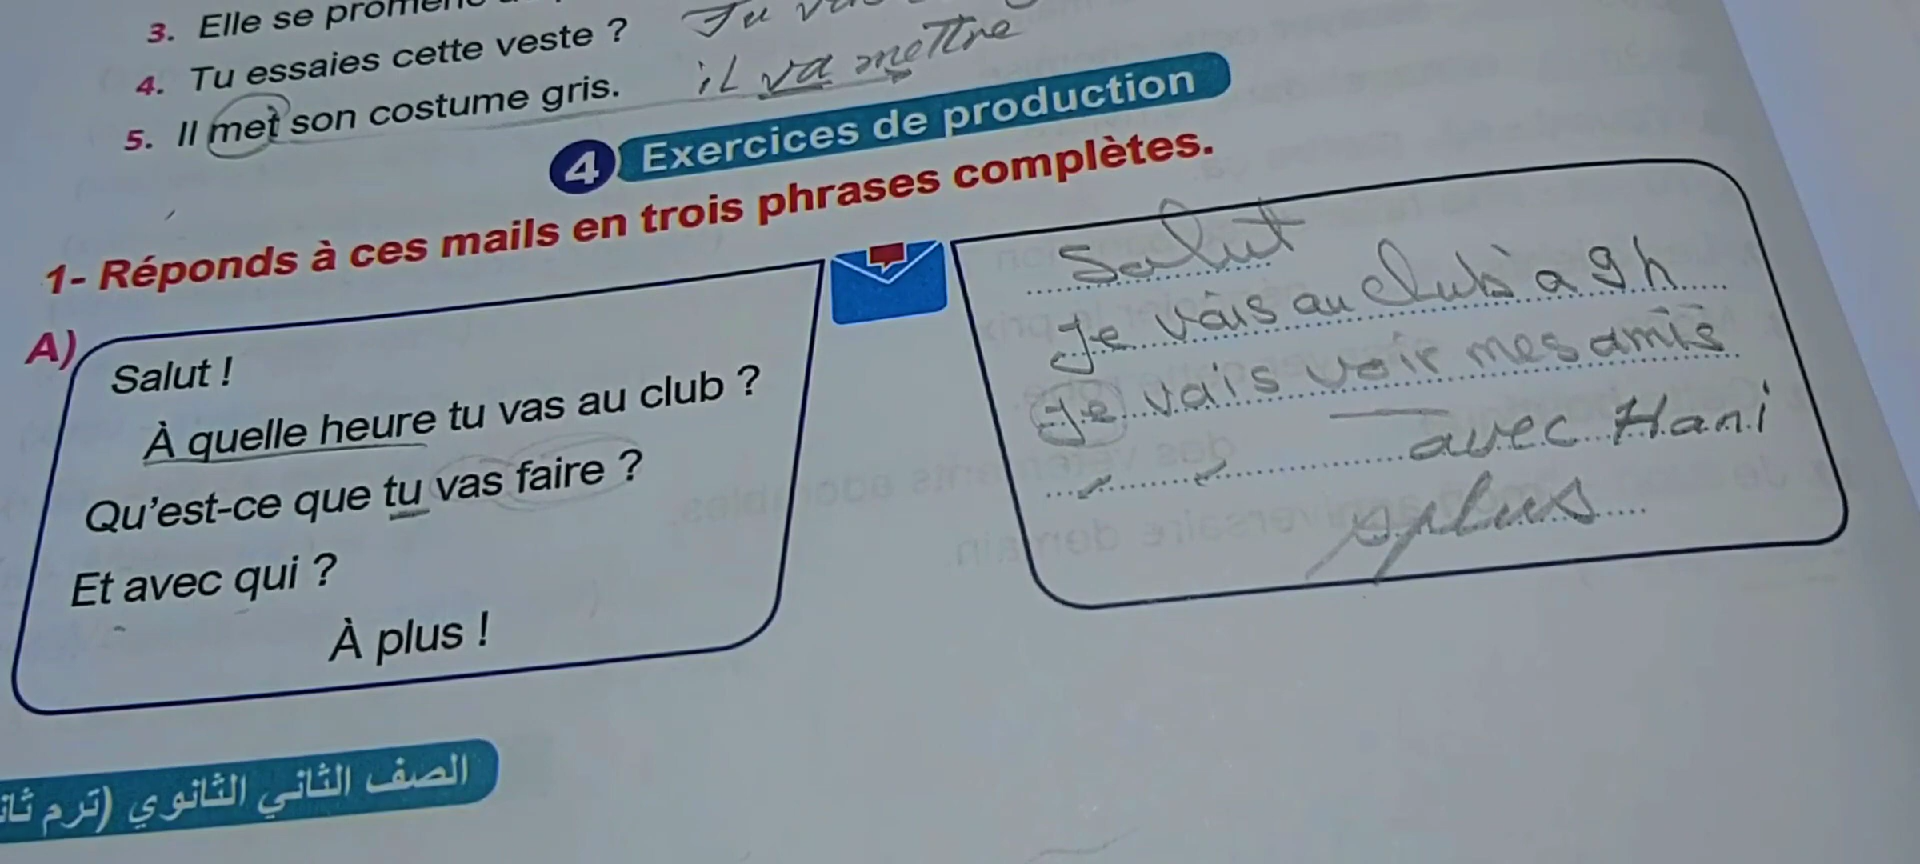 3. Elle se
4. Tu essaies cette veste ? Tu
5. Il met son costume gris. il va mettre
4 Exercices de production
1- Réponds à ces mails en trois phrases complètes.
A)
Salut !
À quelle heure tu vas au club ?
Qu'est-ce que tu vas faire ?
Et avec qui ?
À plus !
Salut
Je vais au club à 9h
Je vais voir mes amis
avec Hani
aplus
الصف الثاني الثانوي (ترم